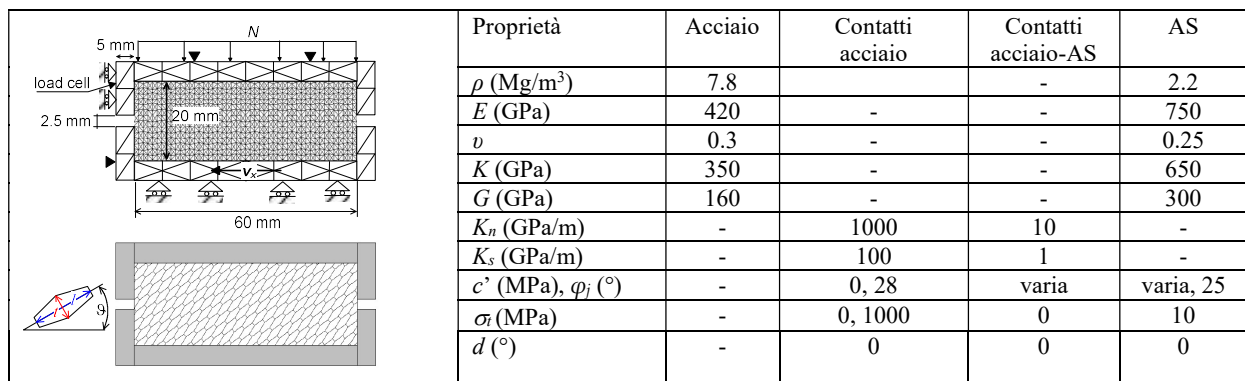 5 mm
N
load cell
20 mm
2.5 mm
vx
60 mm
l
l
ϑ
Proprietà Acciaio Contatti acciaio Contatti acciaio-AS AS
ρ (Mg/m³) 7.8 - 2.2
E (GPa) 420 - - 750
υ 0.3 - - 0.25
K (GPa) 350 - - 650
G (GPa) 160 - - 300
Kn (GPa/m) - 1000 10 -
Ks (GPa/m) - 100 1 -
c' (MPa), φj (°) - 0, 28 varia varia, 25
σt (MPa) - 0, 1000 0 10
d (°) - 0 0 0